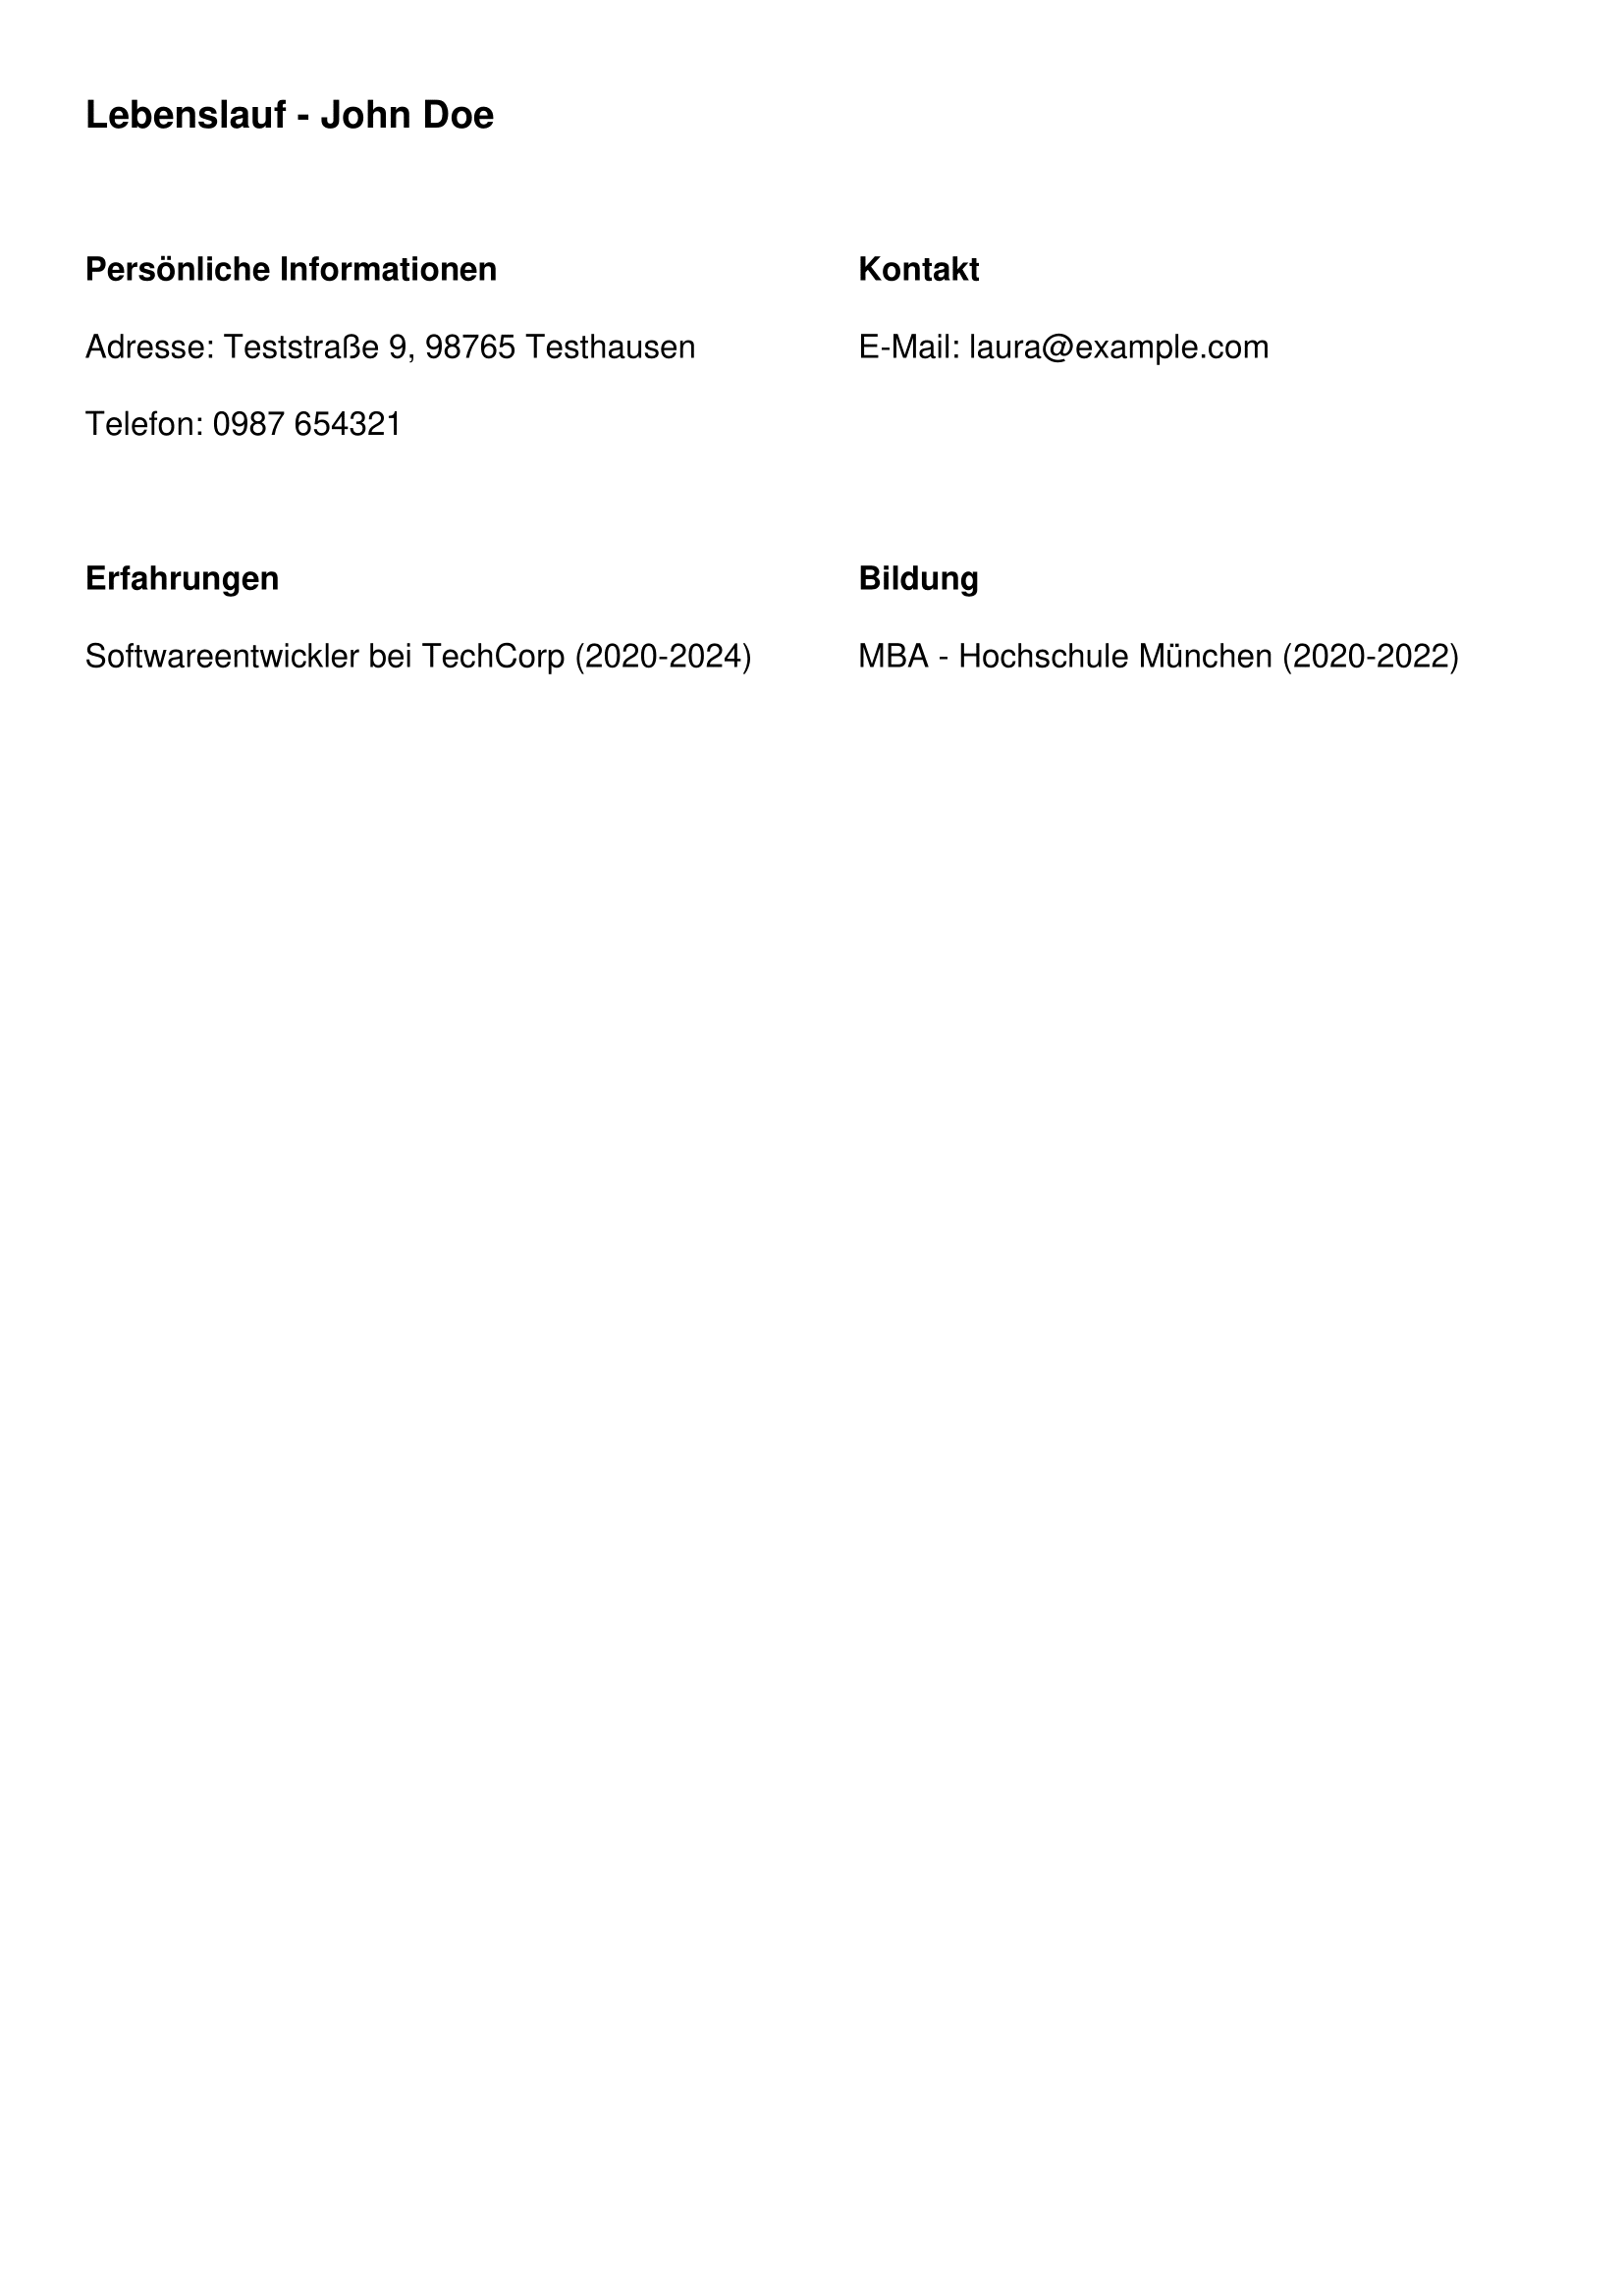 Lebenslauf - John Doe
Persönliche Informationen
Adresse: Teststraße 9, 98765 Testhausen
Telefon: 0987 654321
Kontakt
E-Mail: laura@example.com
Erfahrungen
Softwareentwickler bei TechCorp (2020-2024)
Bildung
MBA - Hochschule München (2020-2022)